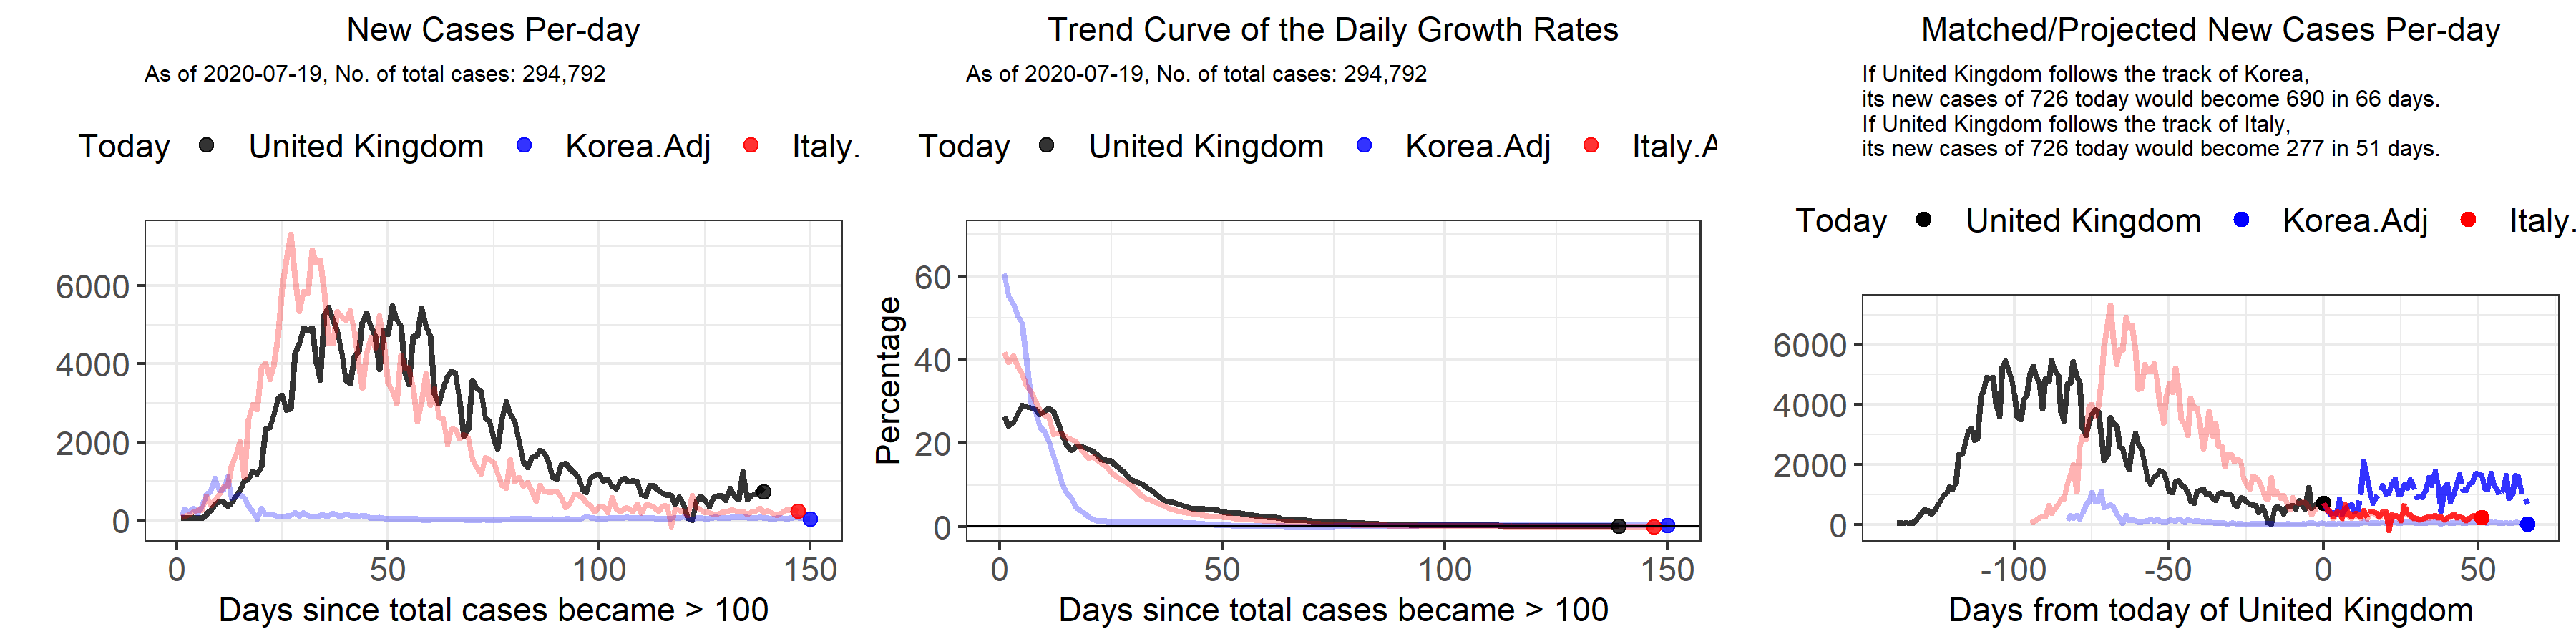 New Cases Per-day
As of 2020-07-19, No. of total cases: 294,792
Today United Kingdom Korea.Adj Italy.
6000
4000
2000
0
0 50 100 150
Days since total cases became > 100
Trend Curve of the Daily Growth Rates
As of 2020-07-19, No. of total cases: 294,792
Today United Kingdom Korea.Adj Italy.A
Percentage
60
40
20
0
0 50 100 150
Days since total cases became > 100
Matched/Projected New Cases Per-day
If United Kingdom follows the track of Korea,
its new cases of 726 today would become 690 in 66 days.
If United Kingdom follows the track of Italy,
its new cases of 726 today would become 277 in 51 days.
Today United Kingdom Korea.Adj Italy.
6000
4000
2000
0
-100 -50 0 50
Days from today of United Kingdom